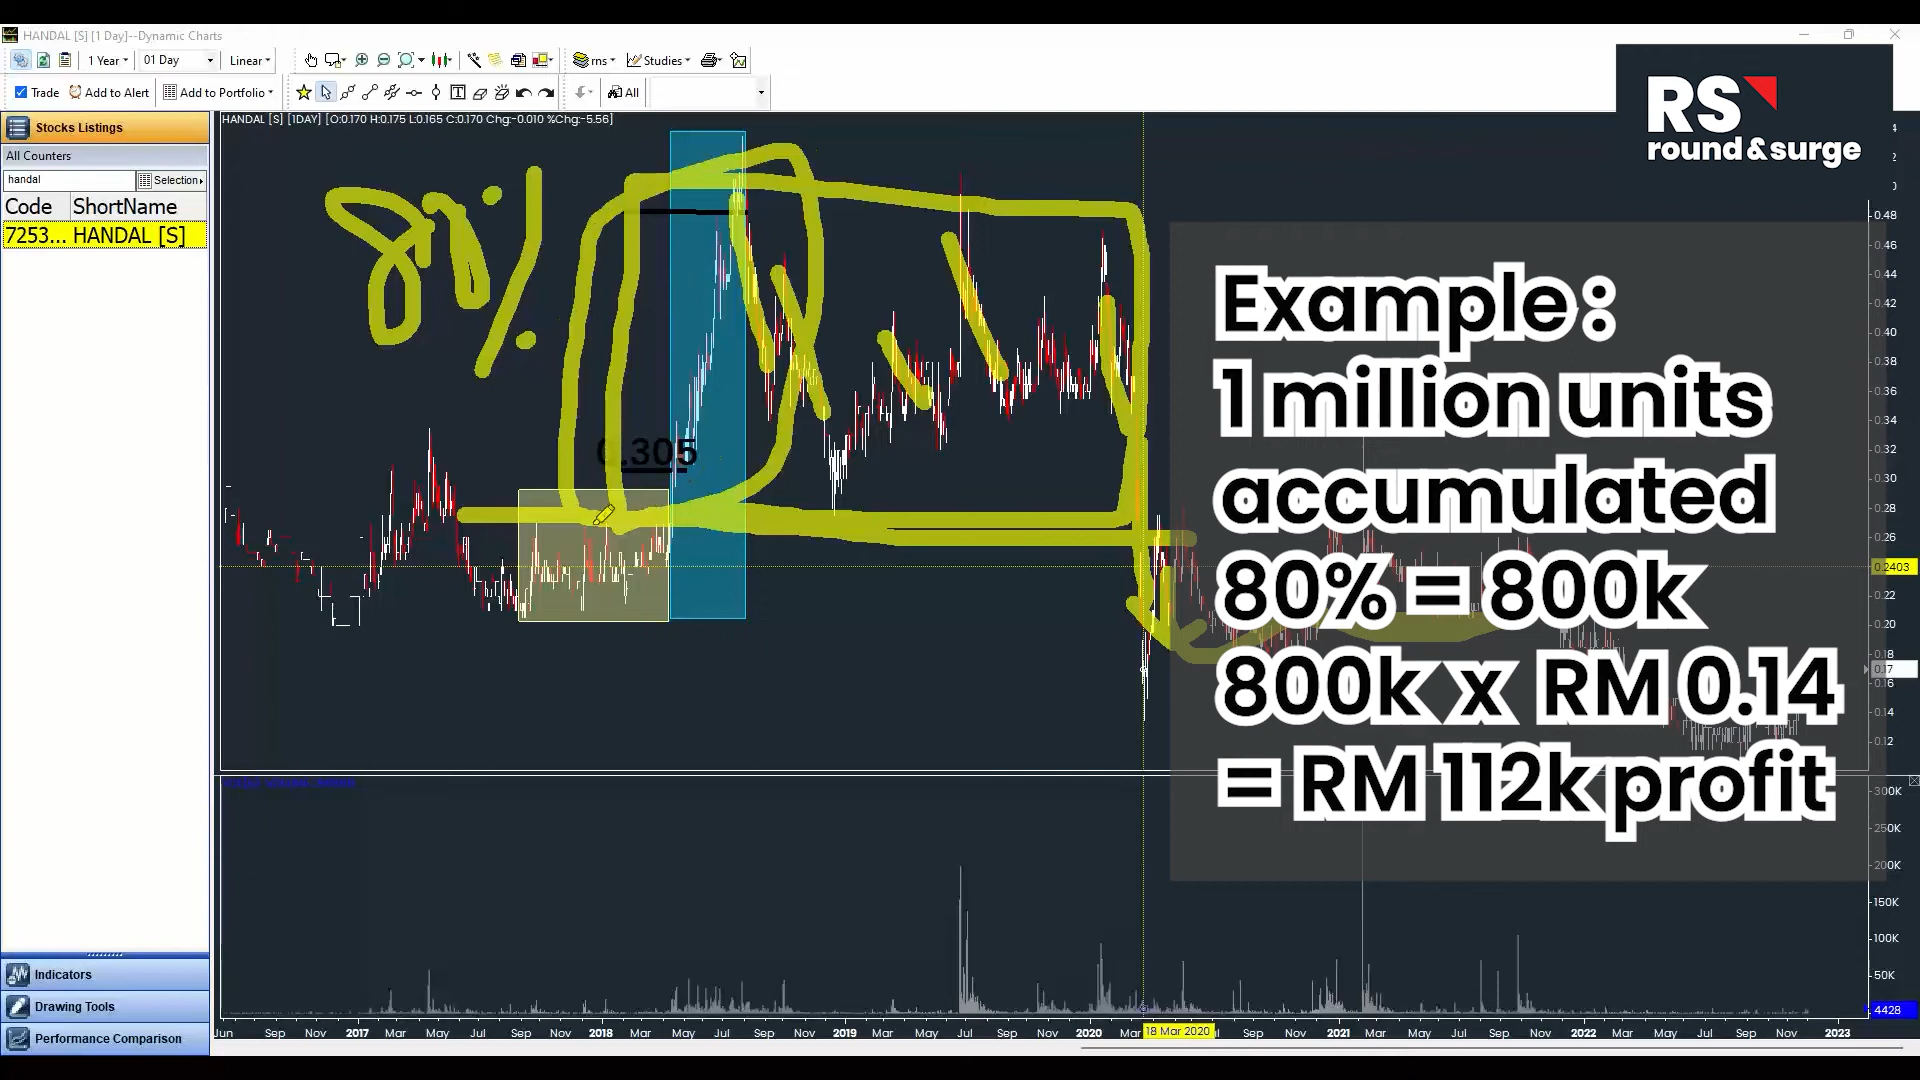 HANDAL [S] [1 Day]--Dynamic Charts
1 Year
01 Day
Linear
rns
Studies
Trade
Add to Alert
Add to Portfolio
All
RS
round & surge
Stocks Listings
All Counters
handal
Selection
Code
ShortName
7253...
HANDAL [S]
HANDAL [S] [1DAY] [O:0.170 H:0.175 L:0.165 C:0.170 Chg:-0.010 %Chg:-5.56]
0.305
Example:
1 million units
accumulated
80% = 800k
800k x RM 0.14
= RM 112k profit
0.48
0.46
0.44
0.42
0.40
0.38
0.36
0.34
0.32
0.30
0.28
0.26
0.2403
0.22
0.20
0.18
0.17
0.16
0.14
0.12
300K
250K
200K
150K
100K
50K
4428
Indicators
Drawing Tools
Performance Comparison
Jun Sep Nov 2017 Mar May Jul Sep Nov 2018 Mar May Jul Sep Nov 2019 Mar May Jul Sep Nov 2020 Mar 18 Mar 2020 Sep Nov 2021 Mar May Jul Sep Nov 2022 Mar May Jul Sep Nov 2023